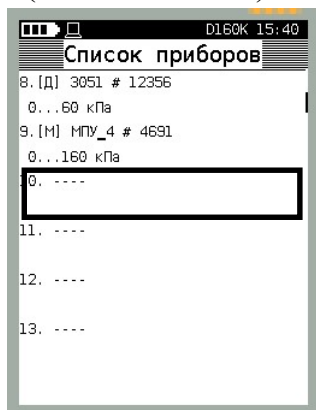 D160K 15:40
Список приборов
8.[Д] 3051 # 12356
0...60 кПа
9.[М] МПУ_4 # 4691
0...160 кПа
10. ----
11. ----
12. ----
13. ----